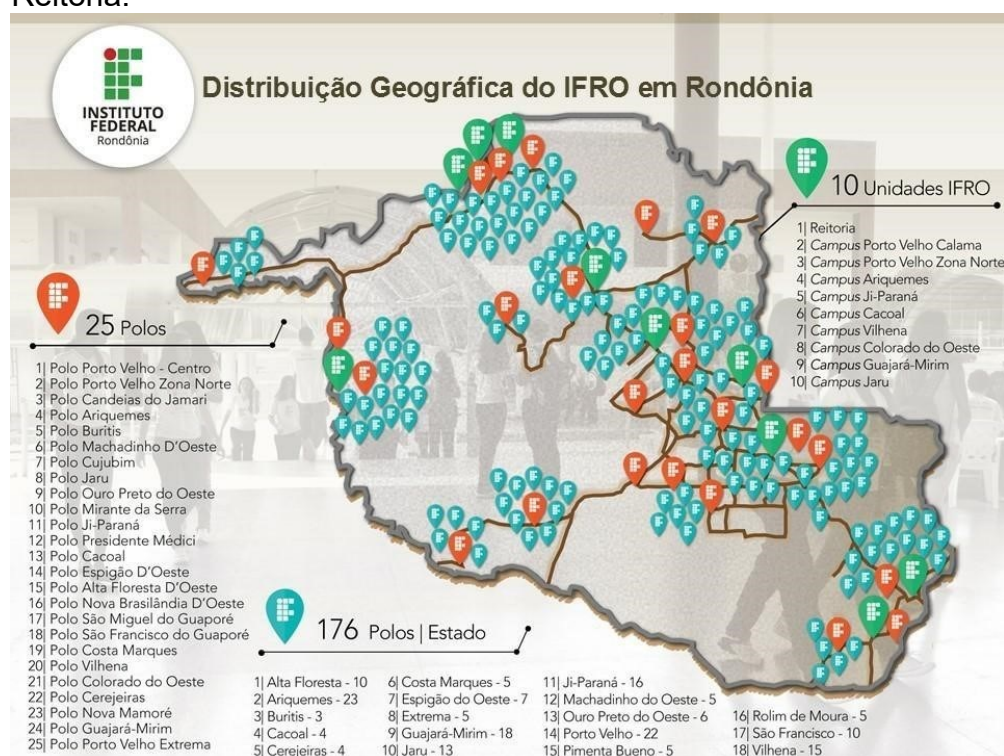 Reitoria:
INSTITUTO
FEDERAL
Rondônia
Distribuição Geográfica do IFRO em Rondônia
10 Unidades IFRO
1| Reitoria
2| Campus Porto Velho Calama
3| Campus Porto Velho Zona Norte
4| Campus Ariquemes
5| Campus Ji-Paraná
6| Campus Cacoal
7| Campus Vilhena
8| Campus Colorado do Oeste
9| Campus Guajará-Mirim
10| Campus Jaru
25 Polos
1| Polo Porto Velho - Centro
2| Polo Porto Velho Zona Norte
3| Polo Candeias do Jamari
4| Polo Ariquemes
5| Polo Buritis
6| Polo Machadinho D'Oeste
7| Polo Cujubim
8| Polo Jaru
9| Polo Ouro Preto do Oeste
10| Polo Mirante da Serra
11| Polo Ji-Paraná
12| Polo Presidente Médici
13| Polo Cacoal
14| Polo Espigão D'Oeste
15| Polo Alta Floresta D'Oeste
16| Polo Nova Brasilândia D'Oeste
17| Polo São Miguel do Guaporé
18| Polo São Francisco do Guaporé
19| Polo Costa Marques
20| Polo Vilhena
21| Polo Colorado do Oeste
22| Polo Cerejeiras
23| Polo Nova Mamoré
24| Polo Guajará-Mirim
25| Polo Porto Velho Extrema
176 Polos | Estado
1| Alta Floresta - 10
2| Ariquemes - 23
3| Buritis - 3
4| Cacoal - 4
5| Cerejeiras - 4
6| Costa Marques - 5
7| Espigão do Oeste - 7
8| Extrema - 5
9| Guajará-Mirim - 18
10| Jaru - 13
11| Ji-Paraná - 16
12| Machadinho do Oeste - 5
13| Ouro Preto do Oeste - 6
14| Porto Velho - 22
15| Pimenta Bueno - 5
16| Rolim de Moura - 5
17| São Francisco - 10
18| Vilhena - 15